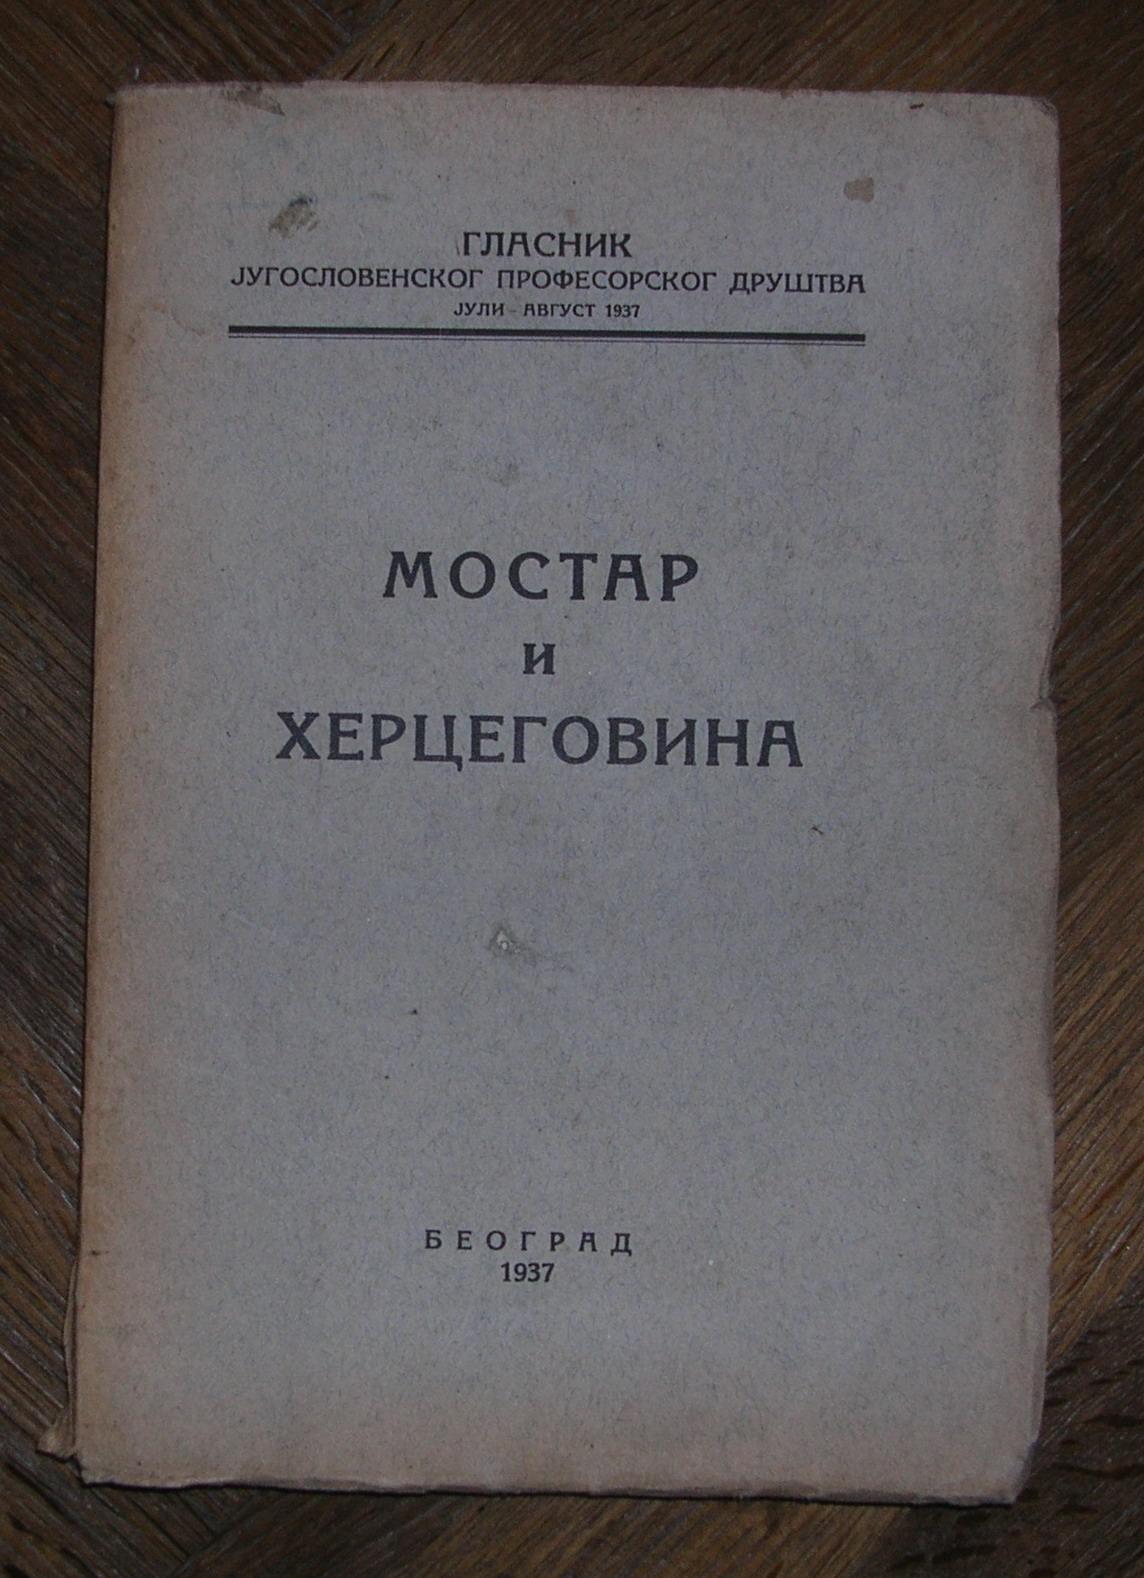 ГЛАСНИК
ЈУГОСЛОВЕНСКОГ ПРОФЕСОРСКОГ ДРУШТВА
ЈУЛИ - АВГУСТ 1937
МОСТАР
И
ХЕРЦЕГОВИНА
БЕОГРАД
1937